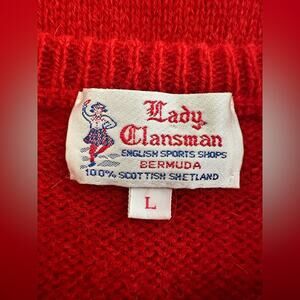 Lady
Clansman
ENGLISH SPORTS SHOPS
BERMUDA
100% SCOTTISH SHETLAND
L